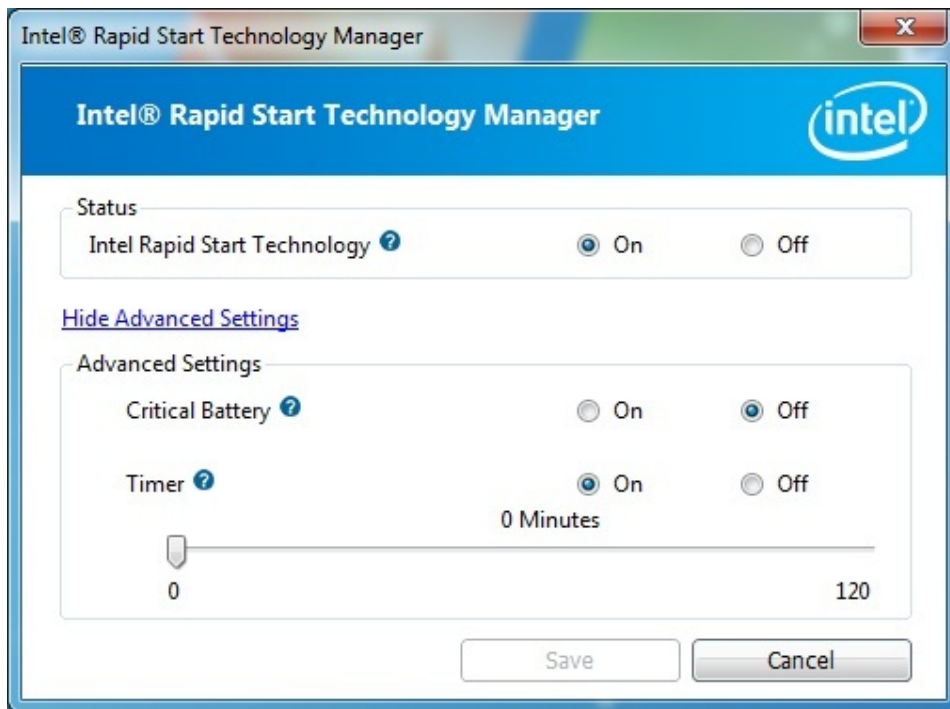 Intel® Rapid Start Technology Manager
X
Intel® Rapid Start Technology Manager
intel
Status
Intel Rapid Start Technology ? On Off
Hide Advanced Settings
Advanced Settings
Critical Battery ? On Off
Timer ? On Off
0 Minutes
0 120
Save Cancel